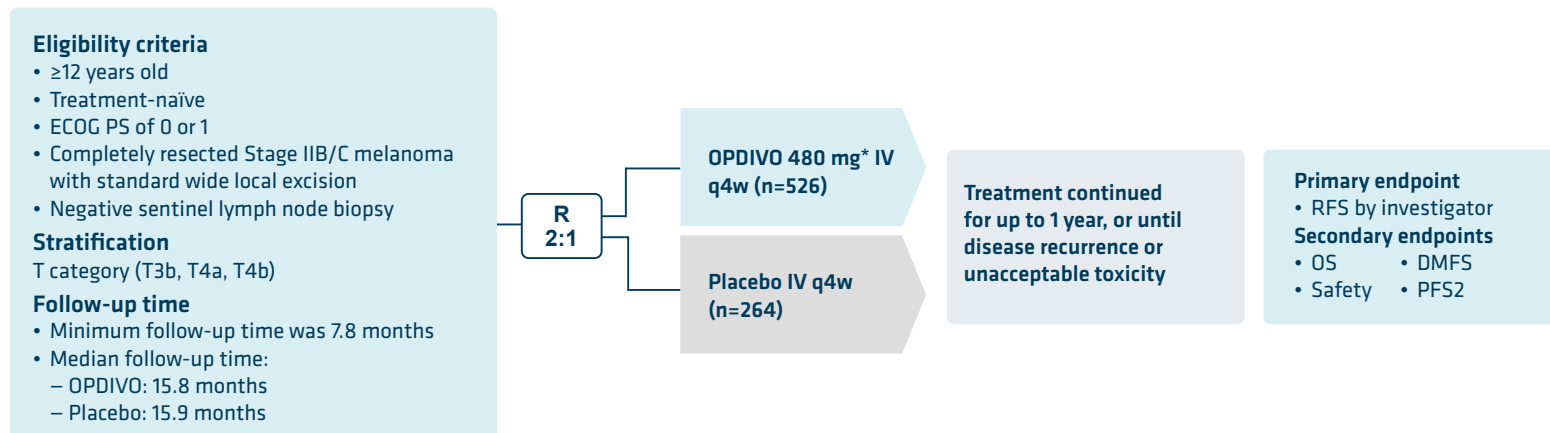 Eligibility criteria
• ≥12 years old
• Treatment-naïve
• ECOG PS of 0 or 1
• Completely resected Stage IIB/C melanoma
with standard wide local excision
• Negative sentinel lymph node biopsy
Stratification
T category (T3b, T4a, T4b)
Follow-up time
• Minimum follow-up time was 7.8 months
• Median follow-up time:
– OPDIVO: 15.8 months
– Placebo: 15.9 months
R
2:1
OPDIVO 480 mg* IV
q4w (n=526)
Placebo IV q4w
(n=264)
Treatment continued
for up to 1 year, or until
disease recurrence or
unacceptable toxicity
Primary endpoint
• RFS by investigator
Secondary endpoints
• OS • DMFS
• Safety • PFS2